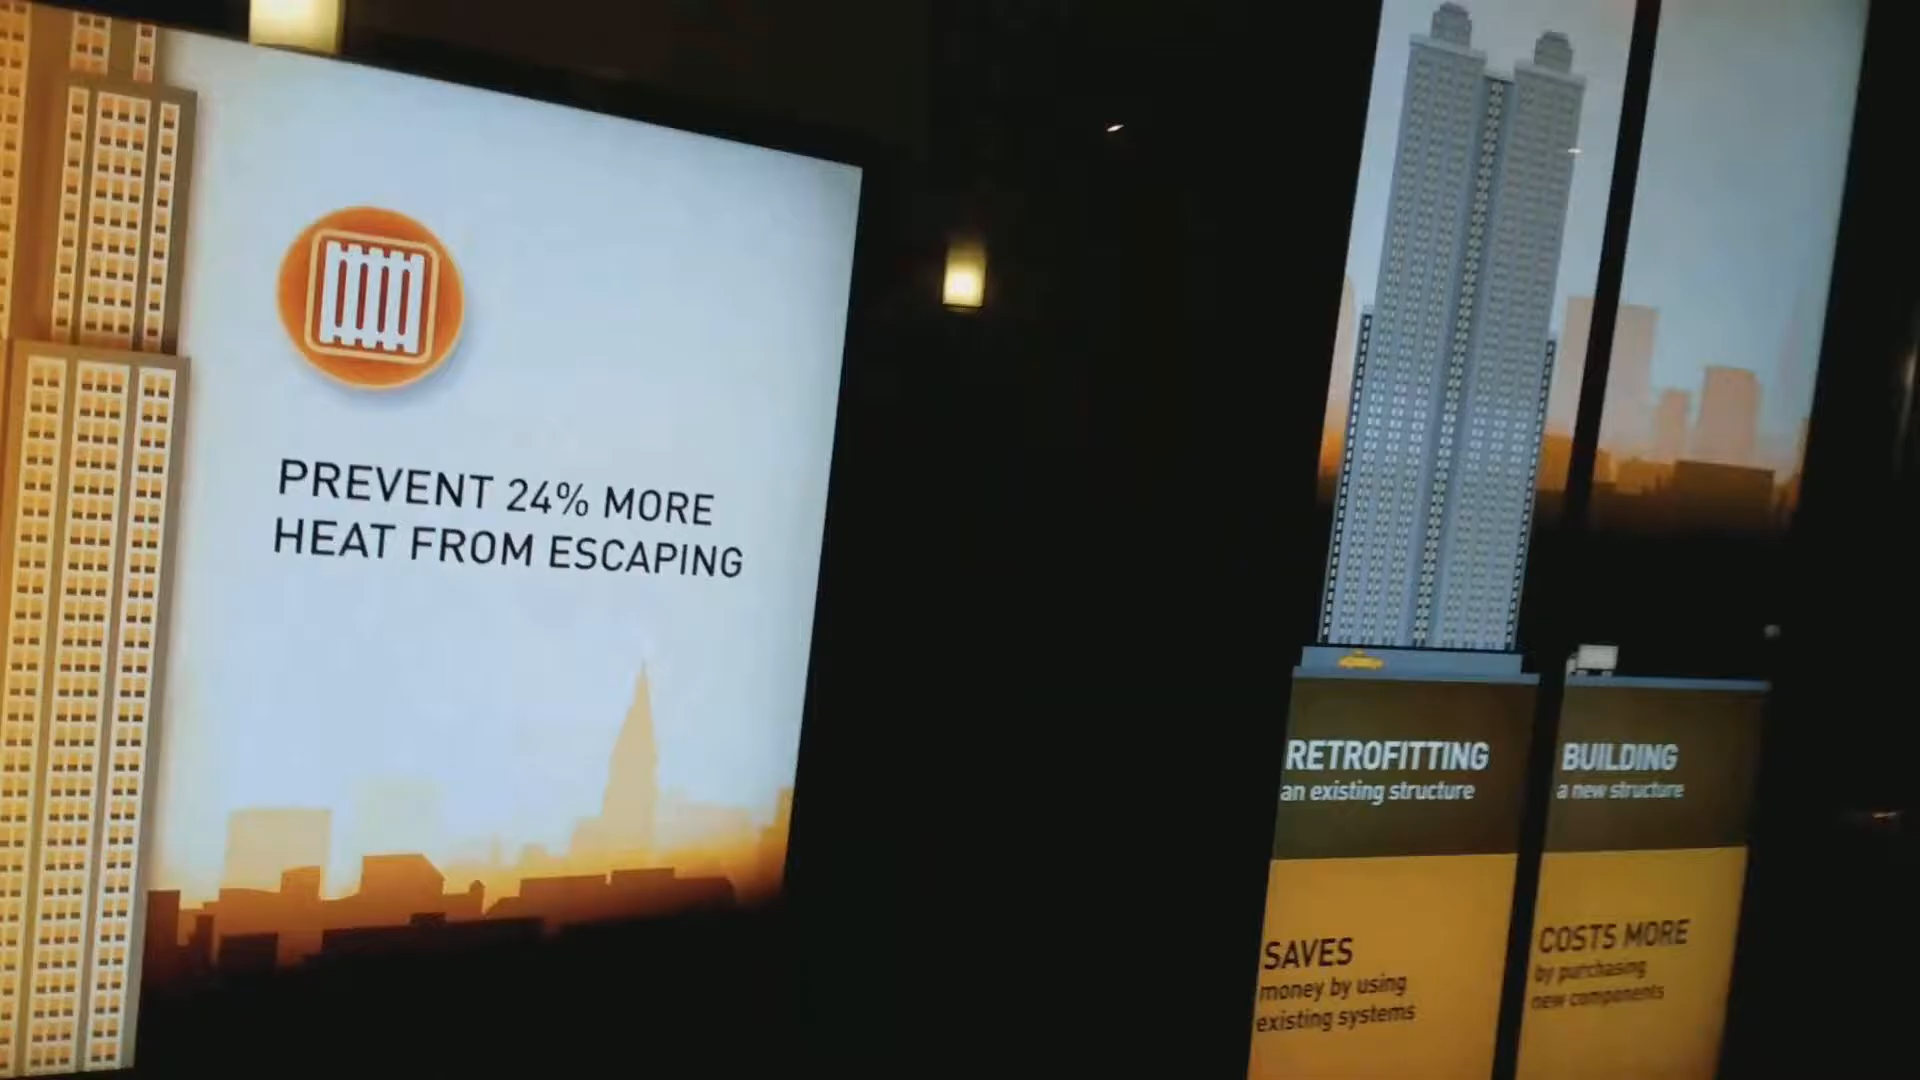 PREVENT 24% MORE
HEAT FROM ESCAPING
RETROFITTING
an existing structure
SAVES
money by using
existing systems
BUILDING
a new structure
COSTS MORE
by purchasing
new components